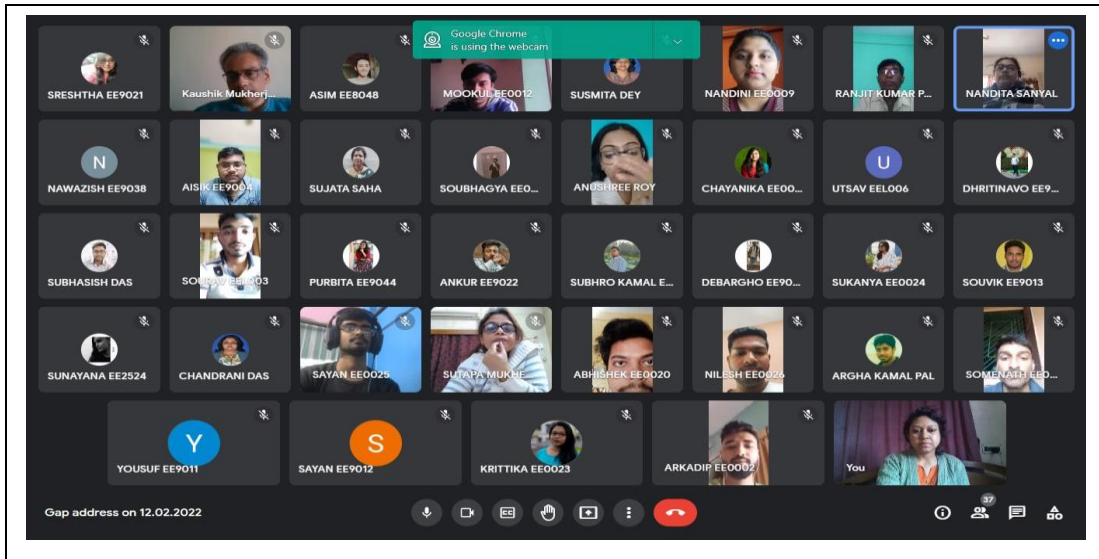 Google Chrome
is using the webcam
SRESHTHA EE9021
Kaushik Mukherj...
ASIM EE8048
MOOKUL EE0012
SUSMITA DEY
NANDINI EE0009
RANJIT KUMAR P...
NANDITA SANYAL
N
NAWAZISH EE9038
AISIK EE9004
SUJATA SAHA
SOUBHAGYA EE0...
ANUSHREE ROY
CHAYANIKA EE00...
U
UTSAV EEL006
DHRITINAVO EE9...
SUBHASISH DAS
PURBITA EE9044
ANKUR EE9022
SUBHRO KAMAL E...
DEBARGHO EE90...
SUKANYA EE0024
SOUVIK EE9013
SUNAYANA EE2524
CHANDRANI DAS
SAYAN EE0025
SUTAPA MUKHE...
ABHISHEK EE0020
NILESH EE0026
ARGHA KAMAL PAL
SOMENATH EE0...
Y
YOUSUF EE9011
S
SAYAN EE9012
KRITTIKA EE0023
ARKADIP EE0002
You
Gap address on 12.02.2022
CC
37